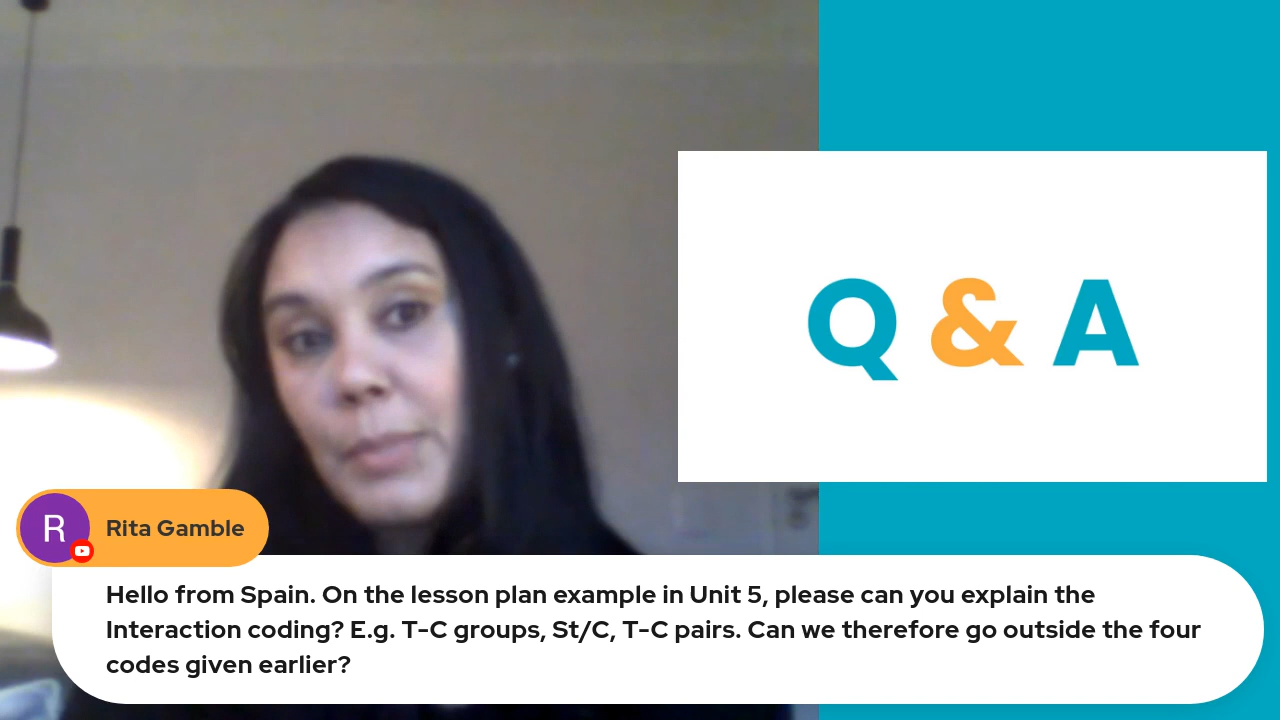 Q & A
R
Rita Gamble
Hello from Spain. On the lesson plan example in Unit 5, please can you explain the
Interaction coding? E.g. T-C groups, St/C, T-C pairs. Can we therefore go outside the four
codes given earlier?